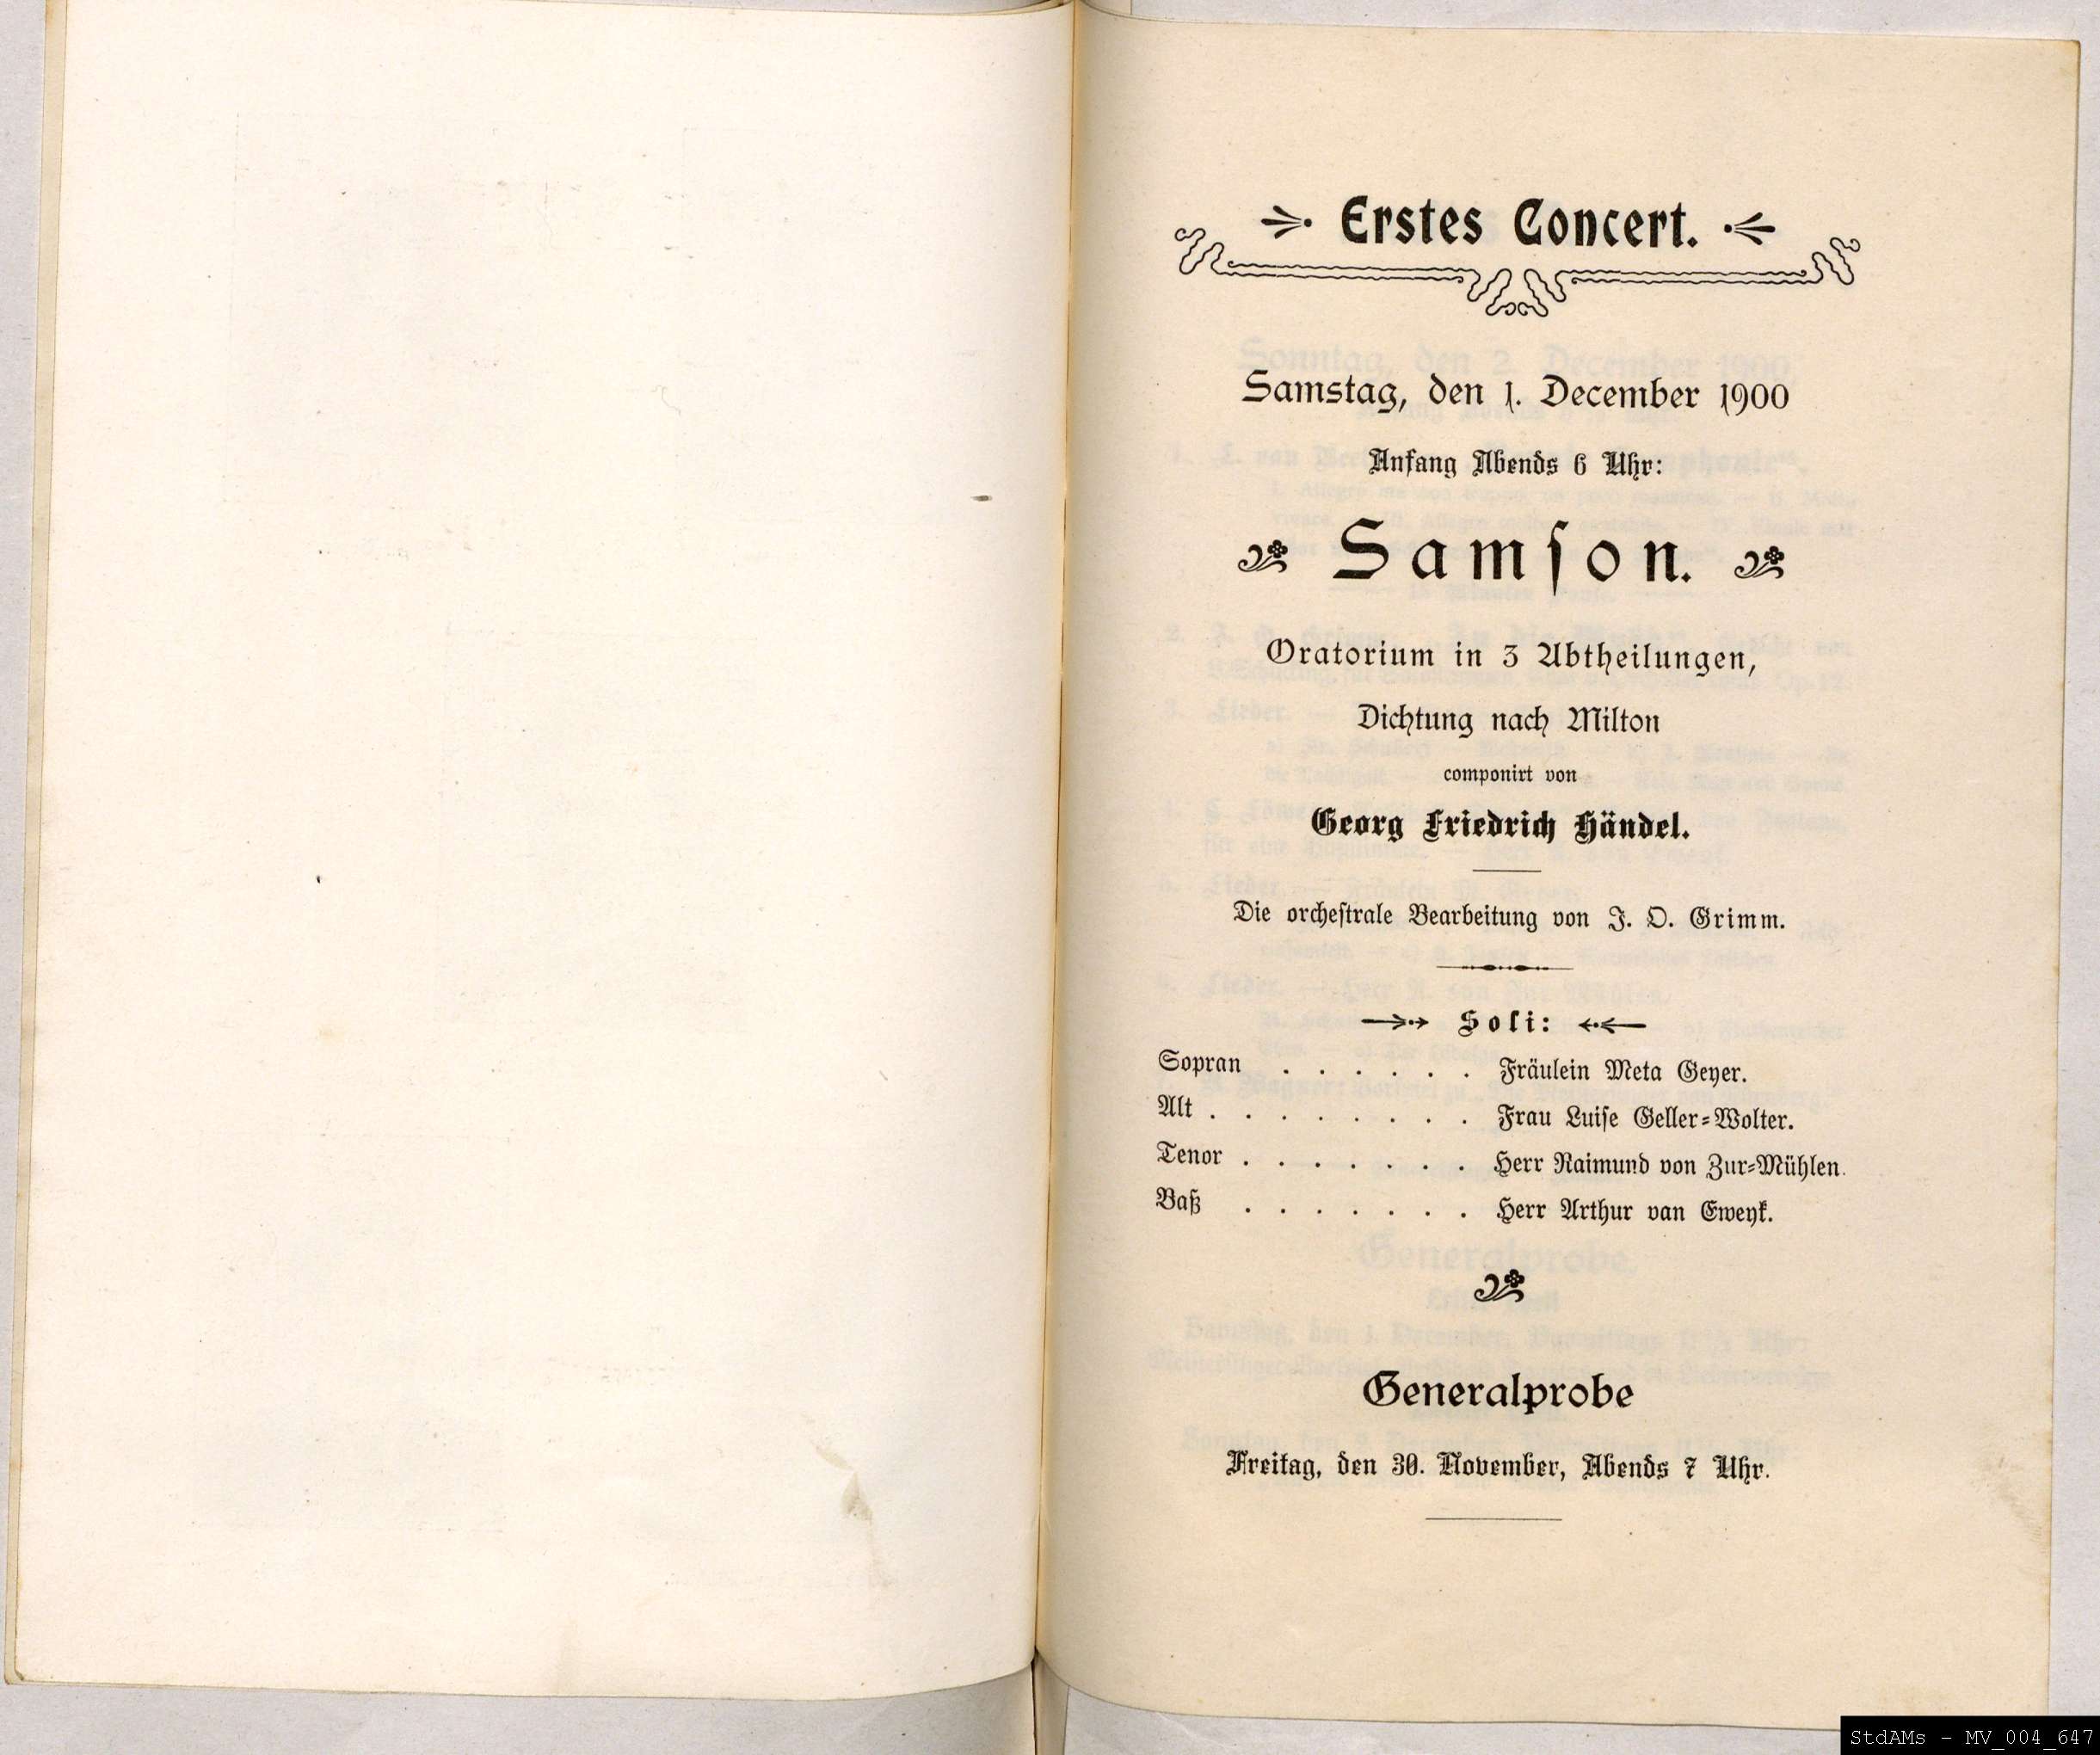 Erstes Concert.
Samstag, den 1. December 1900
Anfang Abends 6 Uhr:
Samſon.
Oratorium in 3 Abtheilungen,
Dichtung nach Milton
componirt von
Georg Friedrich Händel.
Die orcheſtrale Bearbeitung von J. O. Grimm.
Soli:
Sopran . . . . . . Fräulein Meta Geyer.
Alt . . . . . . . . Frau Luiſe Geller-Wolter.
Tenor . . . . . . . Herr Raimund von Zur-Mühlen.
Baß . . . . . . . Herr Arthur van Eweyk.
Generalprobe
Freitag, den 30. November, Abends 7 Uhr.
StdAMs - MV_004_647